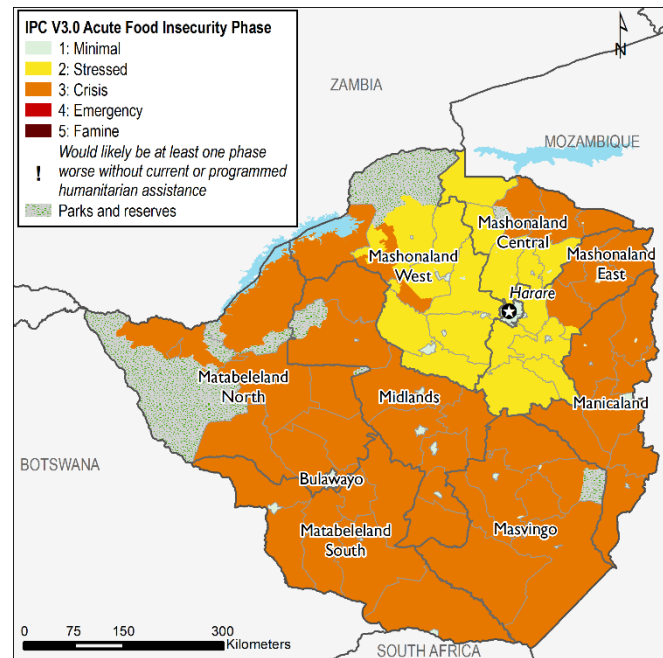 IPC V3.0 Acute Food Insecurity Phase
1: Minimal
2: Stressed
3: Crisis
4: Emergency
5: Famine
! Would likely be at least one phase
worse without current or programmed
humanitarian assistance
Parks and reserves
N
ZAMBIA
MOZAMBIQUE
Mashonaland
Central
Mashonaland
West
Mashonaland
East
Harare
Matabeleland
North
Midlands
Manicaland
BOTSWANA
Bulawayo
Matabeleland
South
Masvingo
0 75 150 300
Kilometers
SOUTH AFRICA